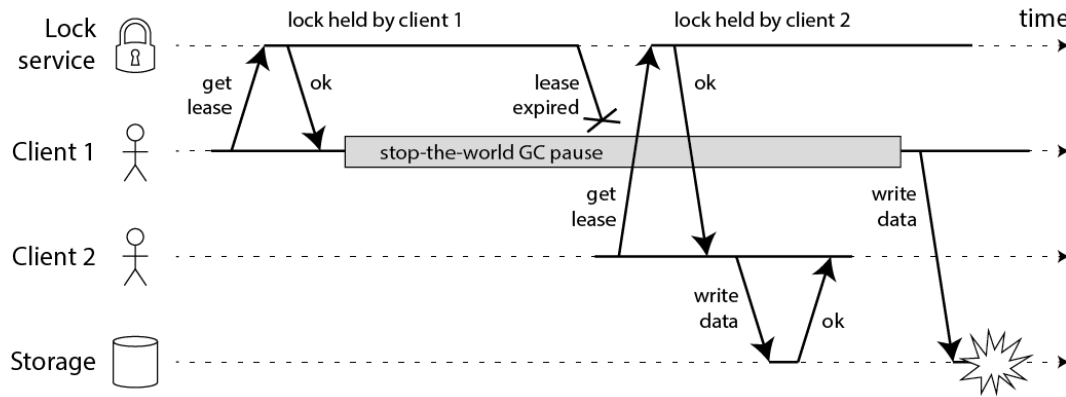 lock held by client 1
lock held by client 2
time
Lock
service
get
lease
ok
lease
expired
ok
Client 1
stop-the-world GC pause
get
lease
write
data
Client 2
write
data
ok
Storage